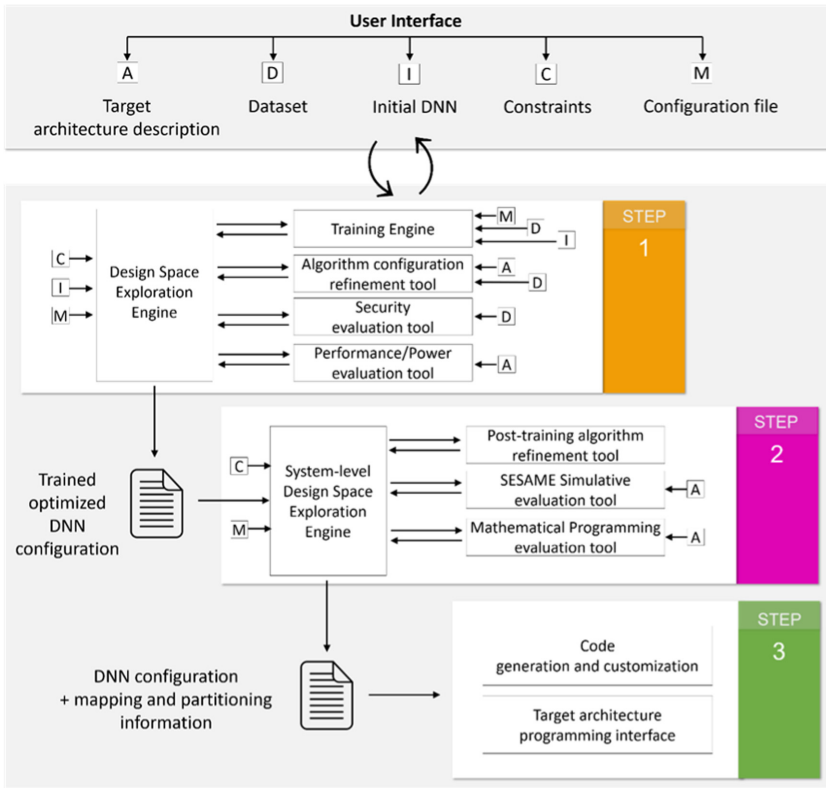 User Interface
A
D
I
C
M
Target
architecture description
Dataset
Initial DNN
Constraints
Configuration file
STEP
1
C
I
M
Design Space
Exploration
Engine
Training Engine
M
D
I
Algorithm configuration
refinement tool
A
D
Security
evaluation tool
D
Performance/Power
evaluation tool
A
STEP
2
Trained
optimized
DNN
configuration
C
M
System-level
Design Space
Exploration
Engine
Post-training algorithm
refinement tool
SESAME Simulative
evaluation tool
A
Mathematical Programming
evaluation tool
A
STEP
3
DNN configuration
+ mapping and partitioning
information
Code
generation and customization
Target architecture
programming interface